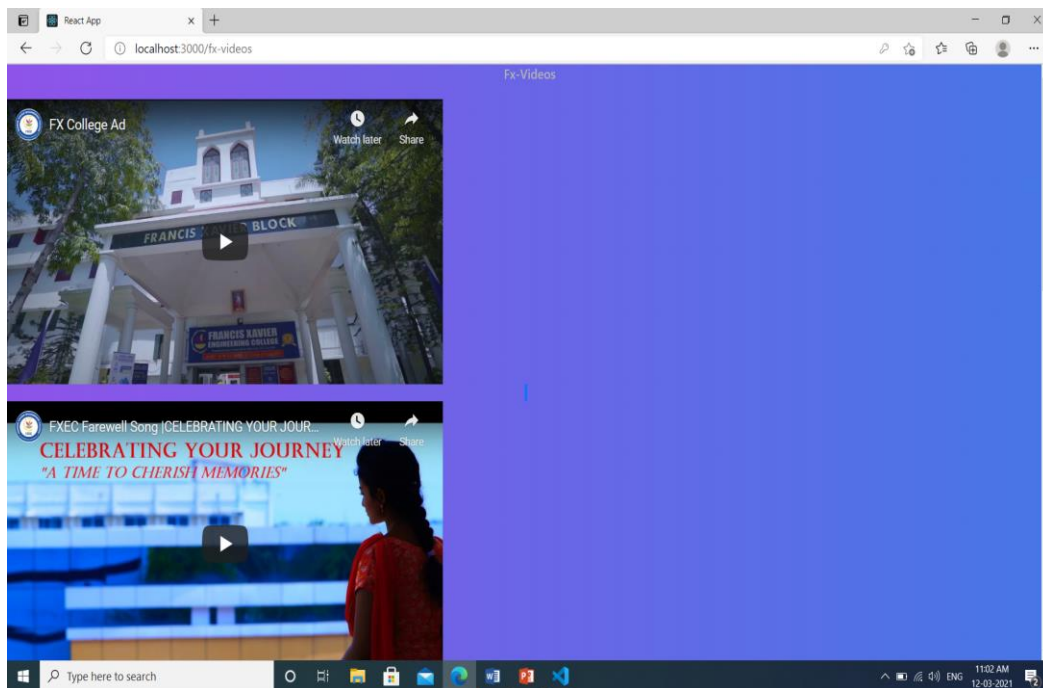 React App
localhost:3000/fx-videos
Fx-Videos
FX College Ad
Watch later
Share
FRANCIS XAVIER BLOCK
FRANCIS XAVIER
ENGINEERING COLLEGE
FXEC Farewell Song |CELEBRATING YOUR JOUR...
Watch later
Share
CELEBRATING YOUR JOURNEY
"A TIME TO CHERISH MEMORIES"
Type here to search
ENG
11:02 AM
12-03-2021
2